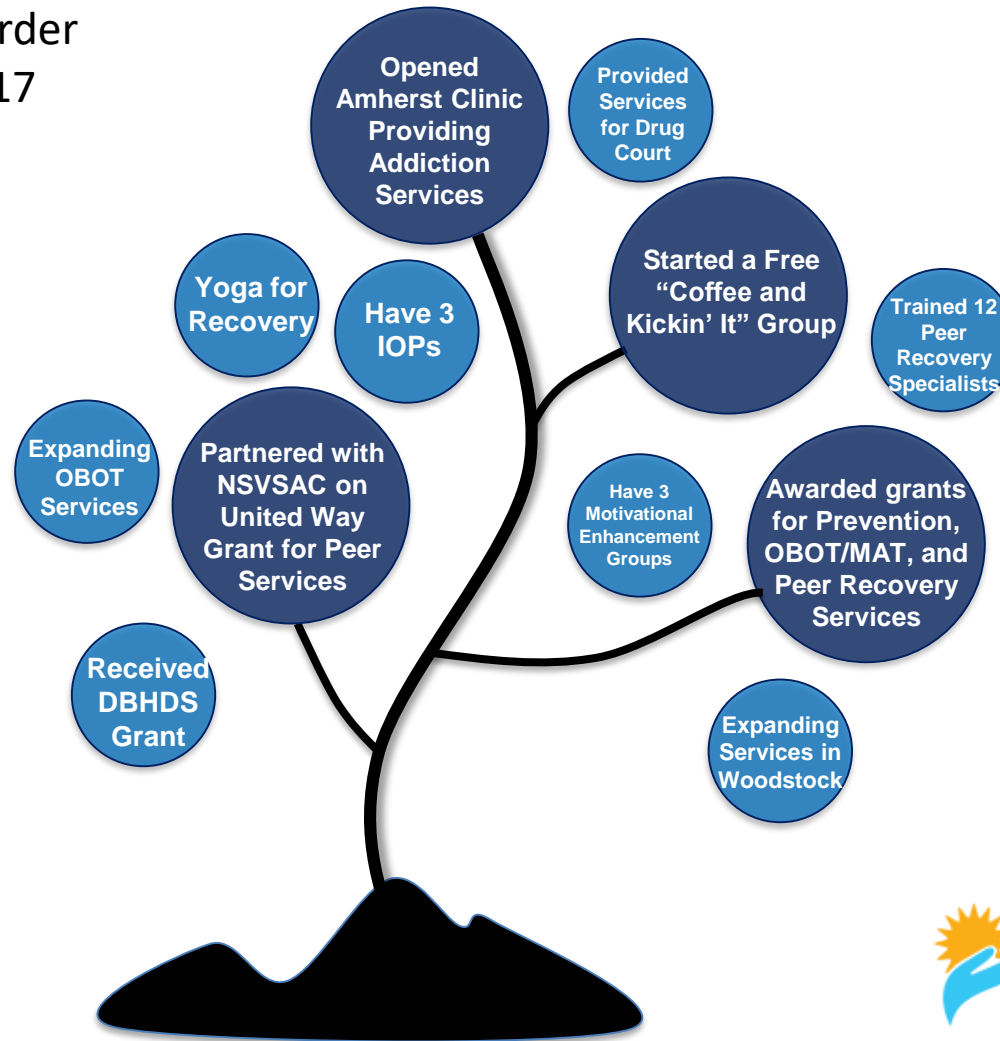 rder
17
Opened
Amherst Clinic
Providing
Addiction
Services
Provided
Services
for Drug
Court
Yoga for
Recovery
Have 3
IOPs
Started a Free
“Coffee and
Kickin’ It” Group
Trained 12
Peer
Recovery
Specialists
Expanding
OBOT
Services
Partnered with
NSVSAC on
United Way
Grant for Peer
Services
Have 3
Motivational
Enhancement
Groups
Awarded grants
for Prevention,
OBOT/MAT, and
Peer Recovery
Services
Received
DBHDS
Grant
Expanding
Services in
Woodstock